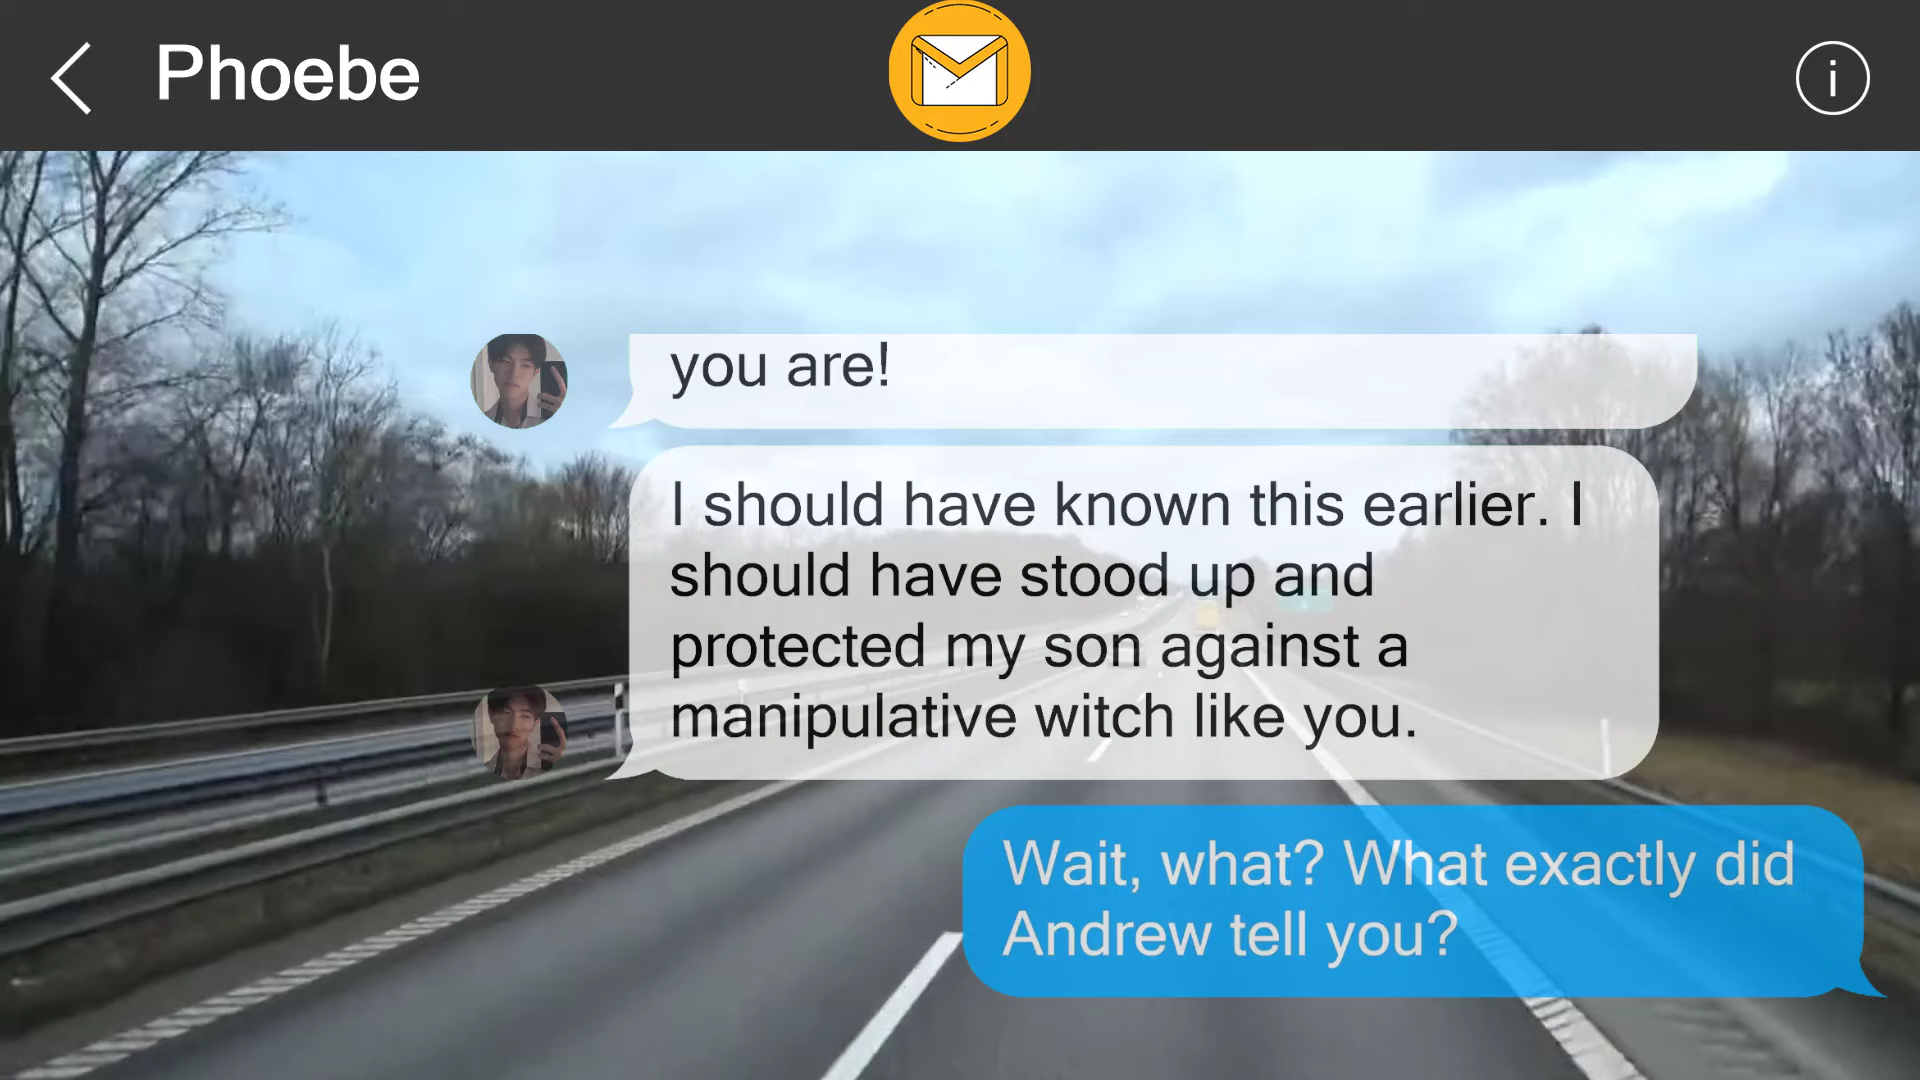 Phoebe
i
you are!
I should have known this earlier. I
should have stood up and
protected my son against a
manipulative witch like you.
Wait, what? What exactly did
Andrew tell you?